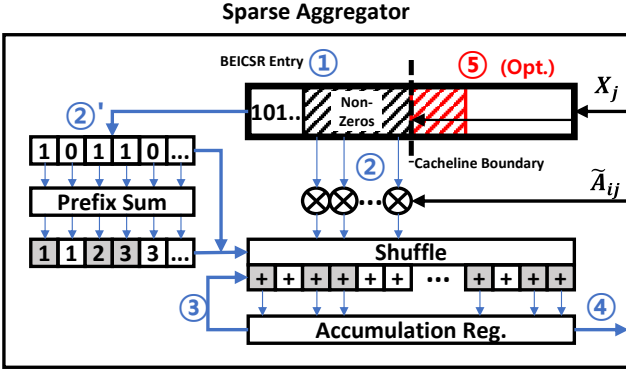 Sparse Aggregator
BEICSR Entry ① ⑤ (Opt.)
X_j
②'
101.. Non-
Zeros
1 0 1 1 0 ...
Cacheline Boundary
②
Ã_ij
...
Prefix Sum
1 1 2 3 3 ...
Shuffle
+ + + + + + ... + + + +
③
④
Accumulation Reg.